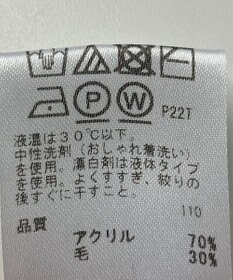 P22T
液温は30℃以下。
中性洗剤（おしゃれ着洗い）
を使用。漂白剤は液体タイプ
を使用。よくすすぎ、絞りの
後すぐに干すこと。
110
品質
アクリル 70%
毛 30%